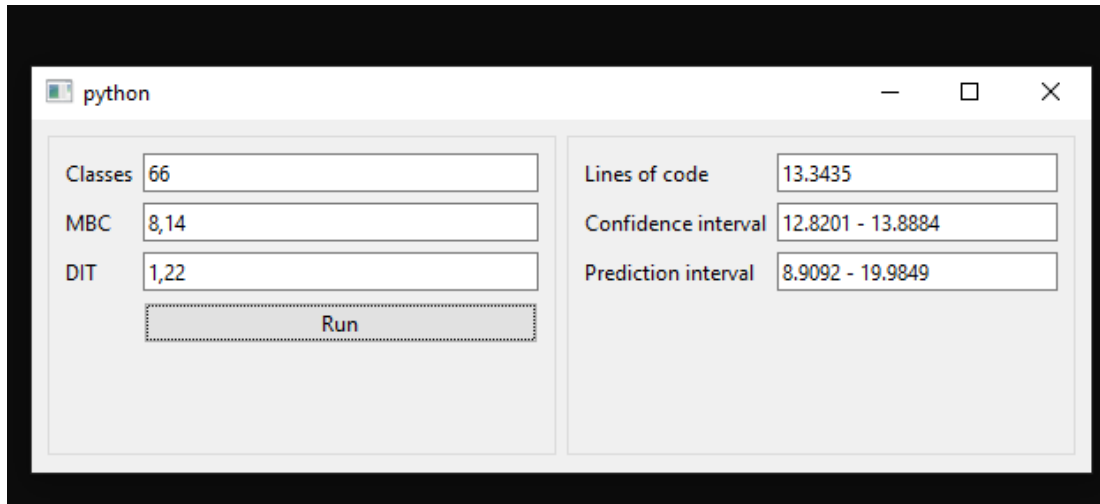 python
Classes 66
MBC 8,14
DIT 1,22
Run
Lines of code 13.3435
Confidence interval 12.8201 - 13.8884
Prediction interval 8.9092 - 19.9849